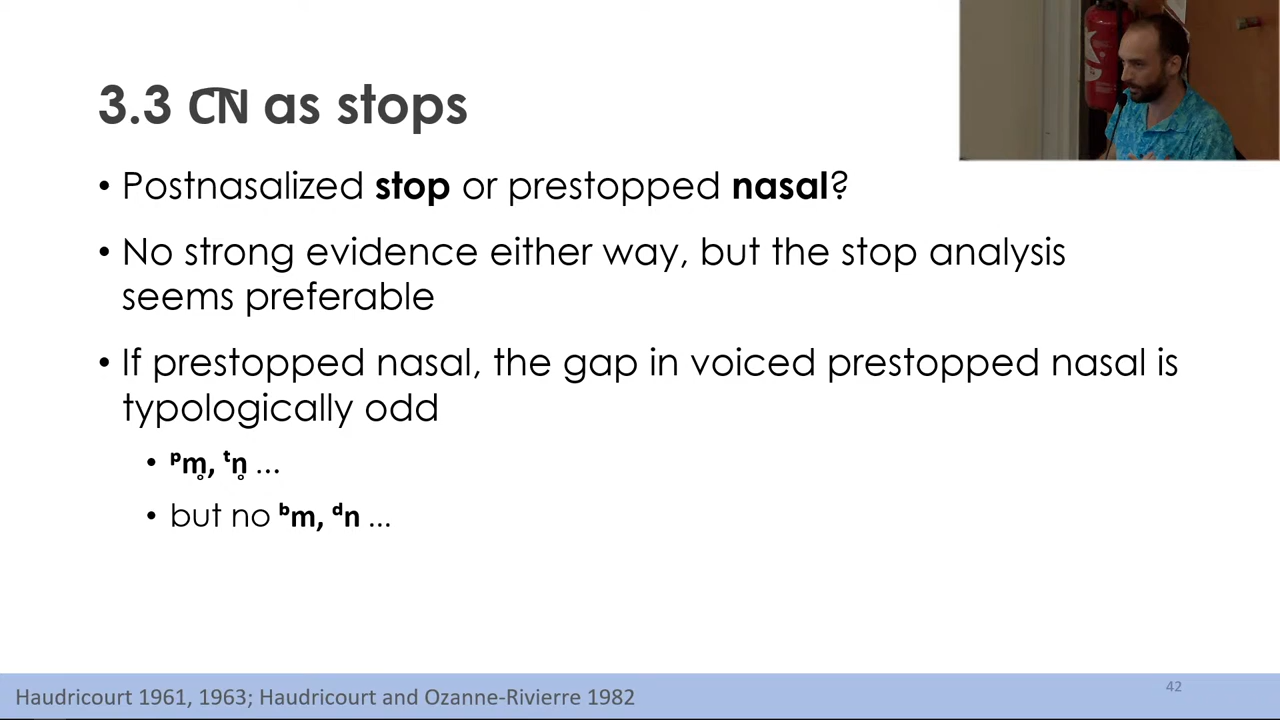 3.3 C͡N as stops
• Postnasalized stop or prestopped nasal?
• No strong evidence either way, but the stop analysis
seems preferable
• If prestopped nasal, the gap in voiced prestopped nasal is
typologically odd
• ᵖm̥, ᵗn̥ ...
• but no ᵇm, ᵈn ...
Haudricourt 1961, 1963; Haudricourt and Ozanne-Rivierre 1982
42